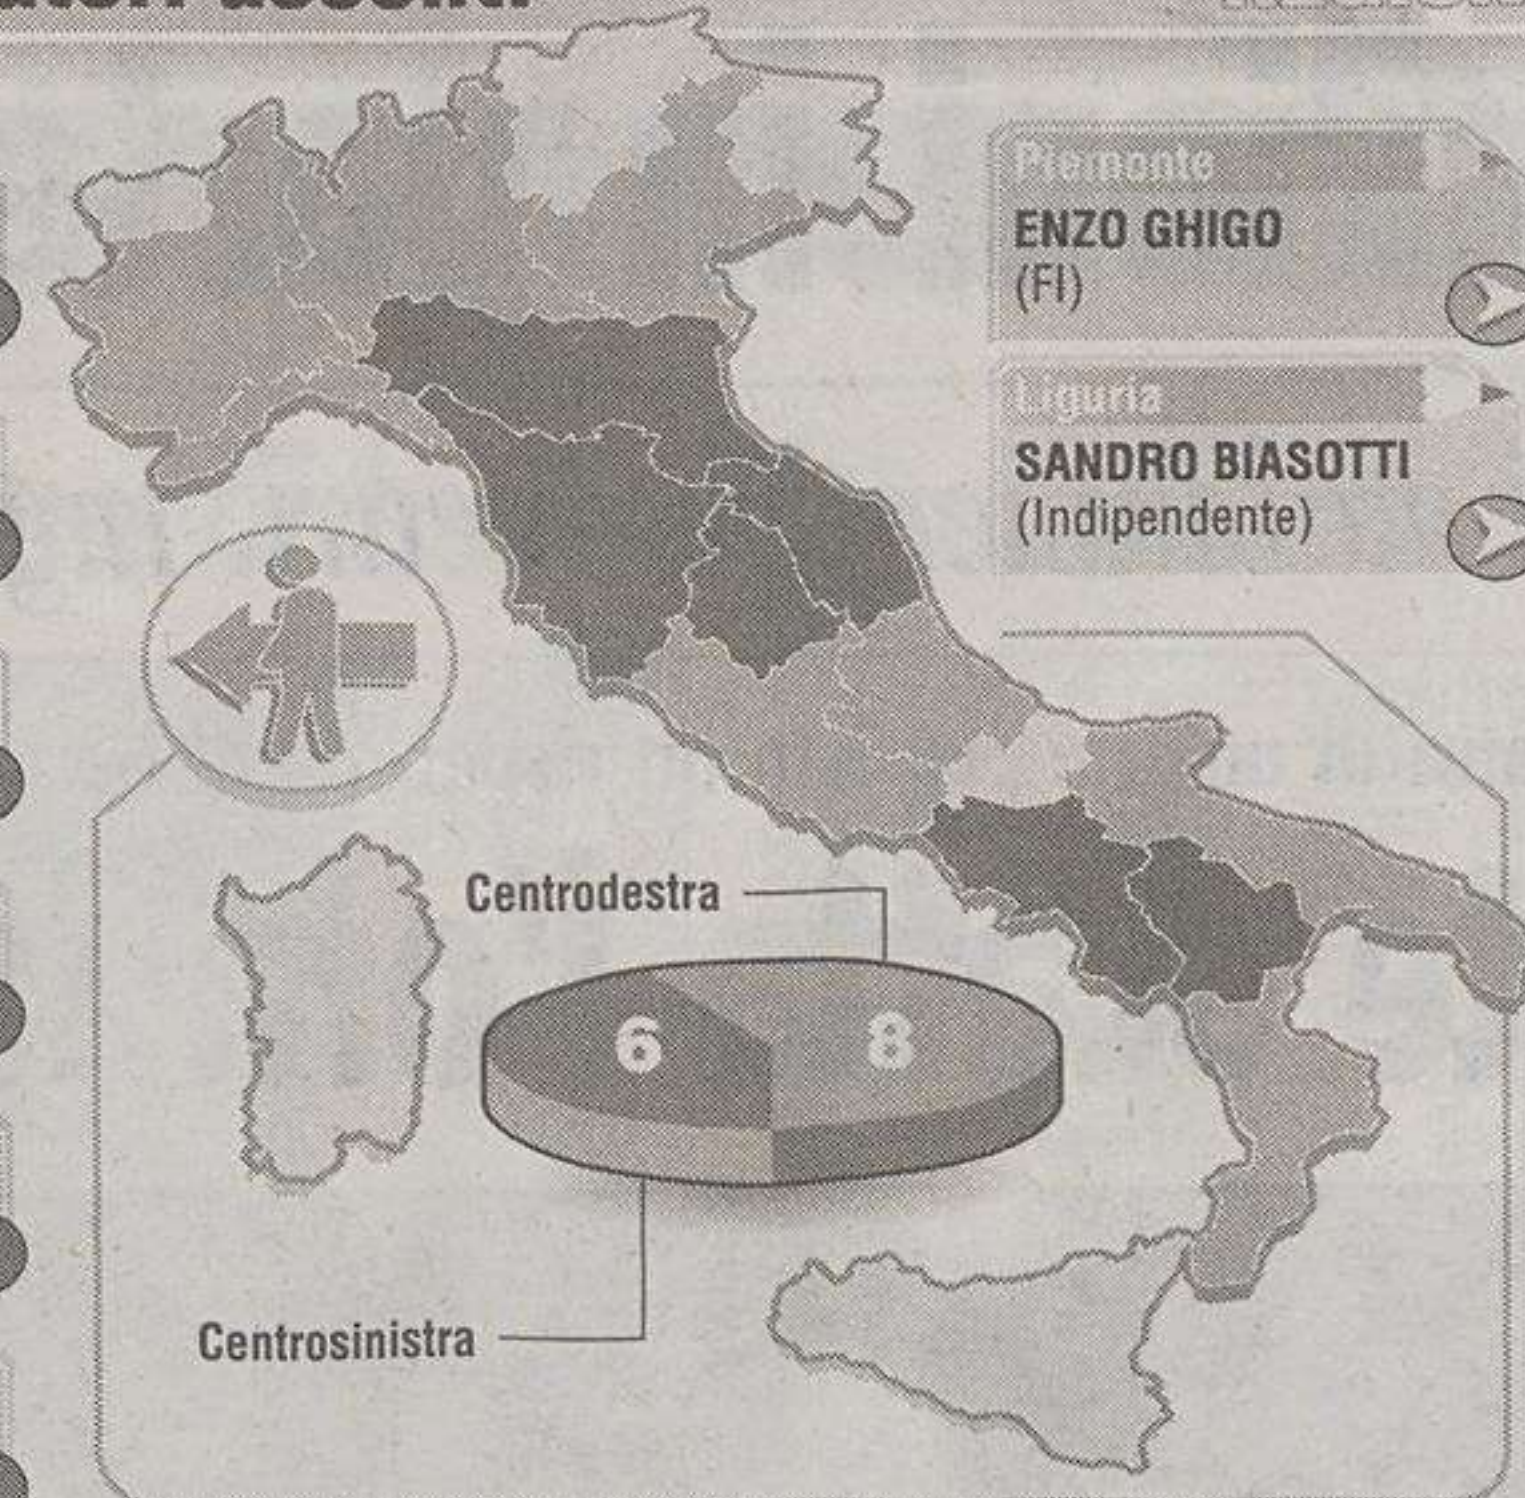 Piemonte
ENZO GHIGO
(FI)
Liguria
SANDRO BIASOTTI
(Indipendente)
Centrodestra
6
8
Centrosinistra